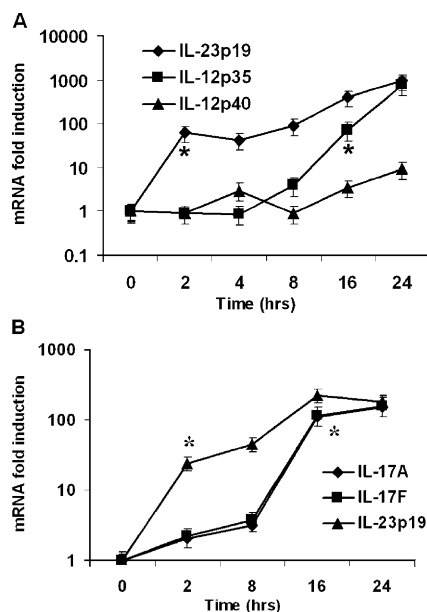 A
mRNA fold induction
10000
1000
100
10
1
0.1
IL-23p19
IL-12p35
IL-12p40
*
*
0 2 4 8 16 24
Time (hrs)
B
mRNA fold induction
1000
100
10
1
*
*
IL-17A
IL-17F
IL-23p19
0 2 8 16 24
Time (hrs)